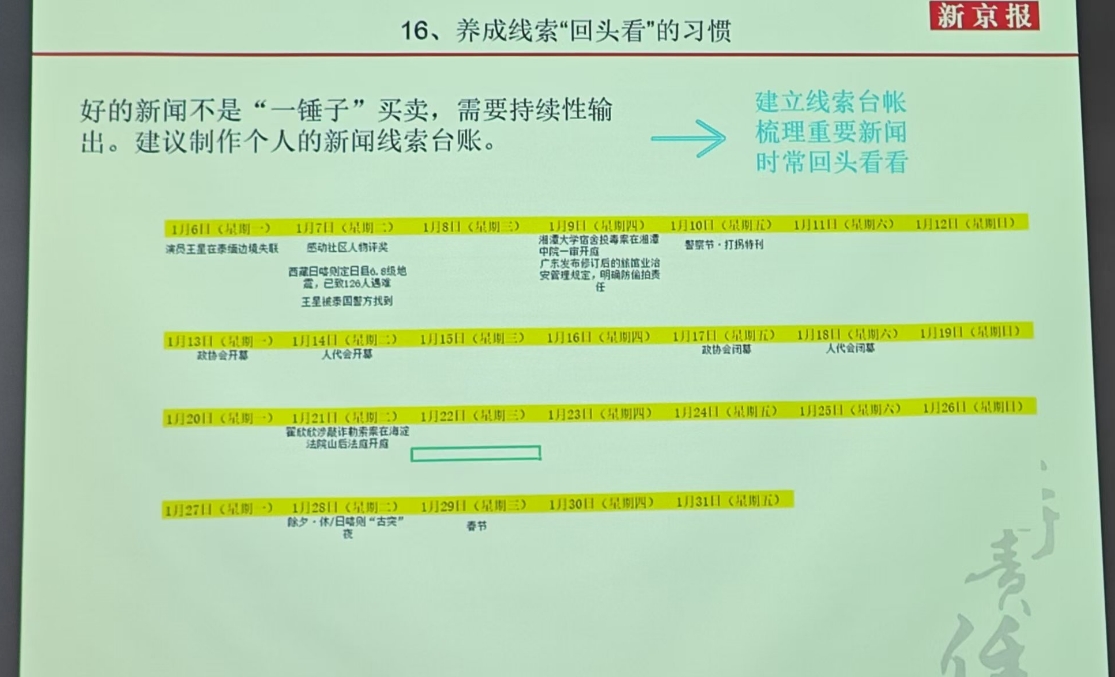 16、养成线索“回头看”的习惯
新京报
好的新闻不是“一锤子”买卖，需要持续性输
出。建议制作个人的新闻线索台账。
建立线索台帐
梳理重要新闻
时常回头看看
1月6日（星期一） 1月7日（星期二） 1月8日（星期三） 1月9日（星期四） 1月10日（星期五） 1月11日（星期六） 1月12日（星期日）
演员王星在泰缅边境失联
感动社区人物评奖
西藏日喀则定日县6.8级地
震，已致126人遇难
王星被泰国警方找到
湘潭大学宿舍投毒案在湘潭
中院一审开庭
广东发布修订后的旅馆业治
安管理规定，明确防偷拍责
任
警察节·打拐特刊
1月13日（星期一） 1月14日（星期二） 1月15日（星期三） 1月16日（星期四） 1月17日（星期五） 1月18日（星期六） 1月19日（星期日）
政协会开幕 人代会开幕 政协会闭幕 人代会闭幕
1月20日（星期一） 1月21日（星期二） 1月22日（星期三） 1月23日（星期四） 1月24日（星期五） 1月25日（星期六） 1月26日（星期日）
翟欣欣涉敲诈勒索案在海淀
法院山后法庭开庭
1月27日（星期一） 1月28日（星期二） 1月29日（星期三） 1月30日（星期四） 1月31日（星期五）
除夕·休/日喀则“古突”
夜
春节
责任